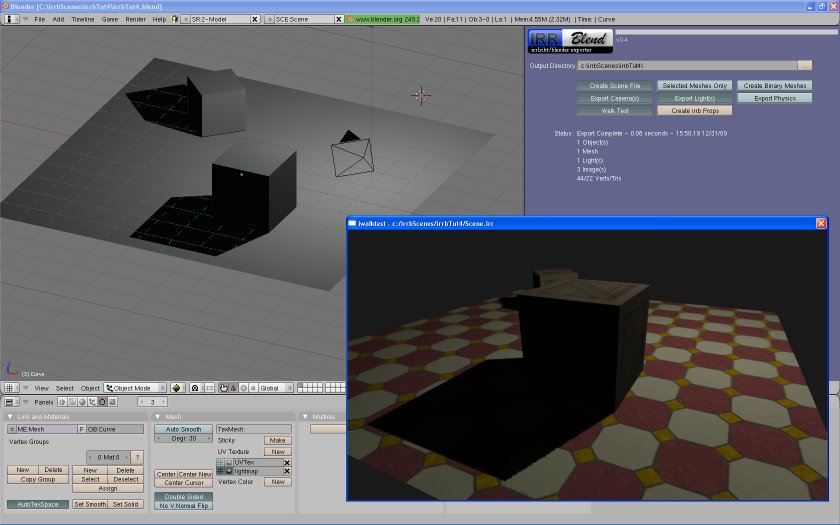 Blender [C:\irrbScenes\irrbTut4\irrbTut4.blend]
File Add Timeline Game Render Help SR:2-Model SCE:Scene www.blender.org 249.2 Ve:20 | Fa:11 | Ob:3-0 | La:1 | Mem:4.55M (2.32M) | Time: | Curve
IRR Blend v0.4
irrlicht/blender exporter
Output Directory c:\irrbScenes\irrbTut4\ ...
Create Scene File Selected Meshes Only Create Binary Meshes
Export Camera(s) Export Light(s) Export Physics
Walk Test Create irrb Props
Status: Export Complete - 0.08 seconds - 15:50:19 12/31/09
1 Object(s)
1 Mesh
1 Light(s)
3 Image(s)
44/22 Verts/Tris
iwalktest - c:/irrbScenes/irrbTut4/Scene.irr
(3) Curve
View Select Object Object Mode Global
Panels 3
Link and Materials
ME:Mesh F OB:Curve
Vertex Groups
0 Mat 0 ?
New Delete New Delete
Copy Group Select Deselect
Assign
AutoTexSpace Set Smooth Set Solid
Mesh
Auto Smooth
Degr: 30
TexMesh:
Sticky Make
UV Texture New
UVTex
lightmap
Vertex Color New
Center Center New
Center Cursor
Double Sided
No V.Normal Flip
Multires